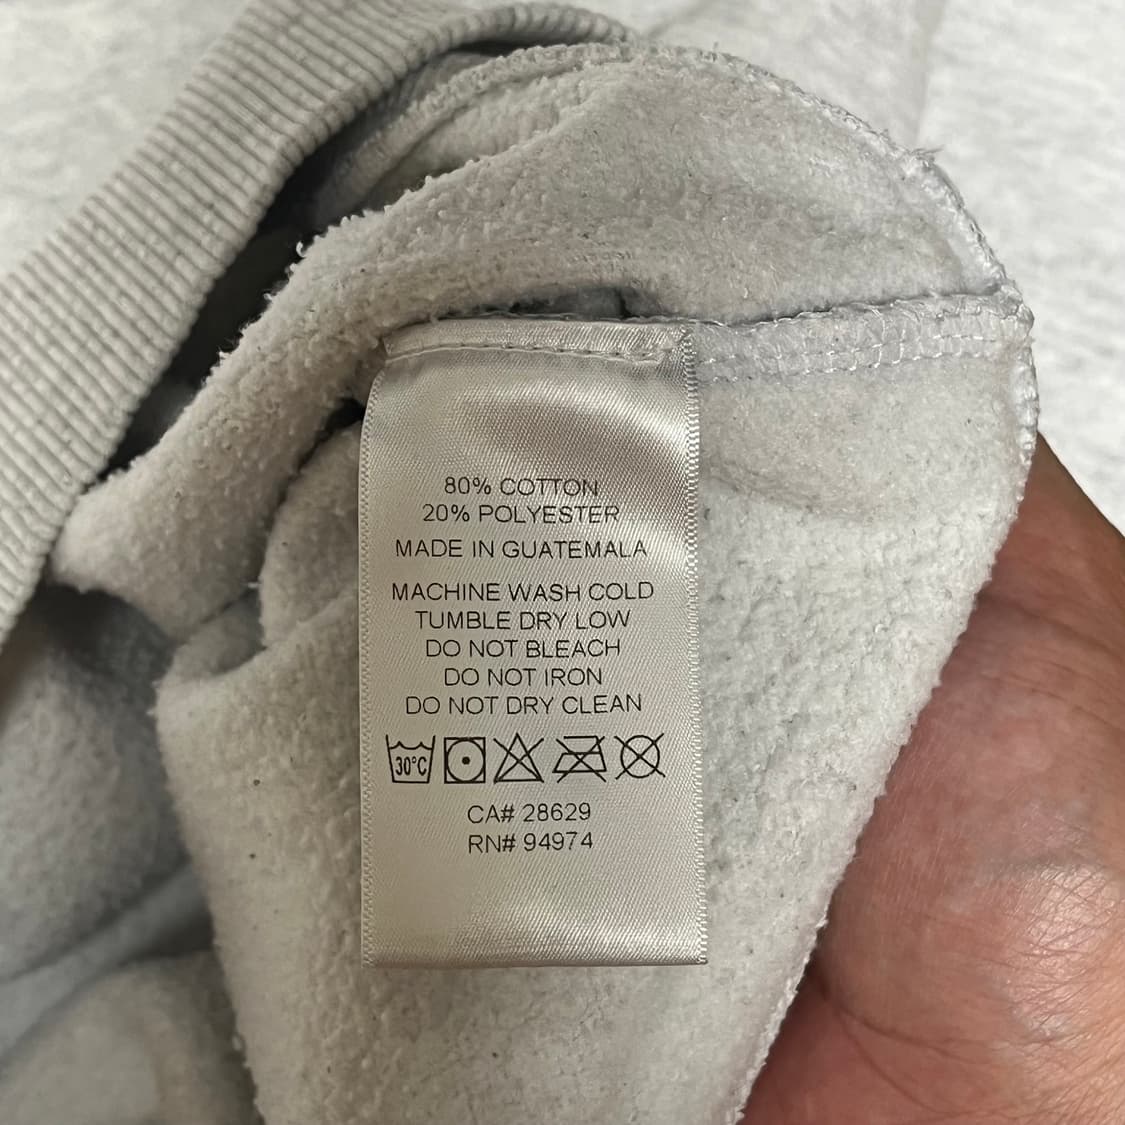 80% COTTON
20% POLYESTER
MADE IN GUATEMALA
MACHINE WASH COLD
TUMBLE DRY LOW
DO NOT BLEACH
DO NOT IRON
DO NOT DRY CLEAN
30°C
CA# 28629
RN# 94974